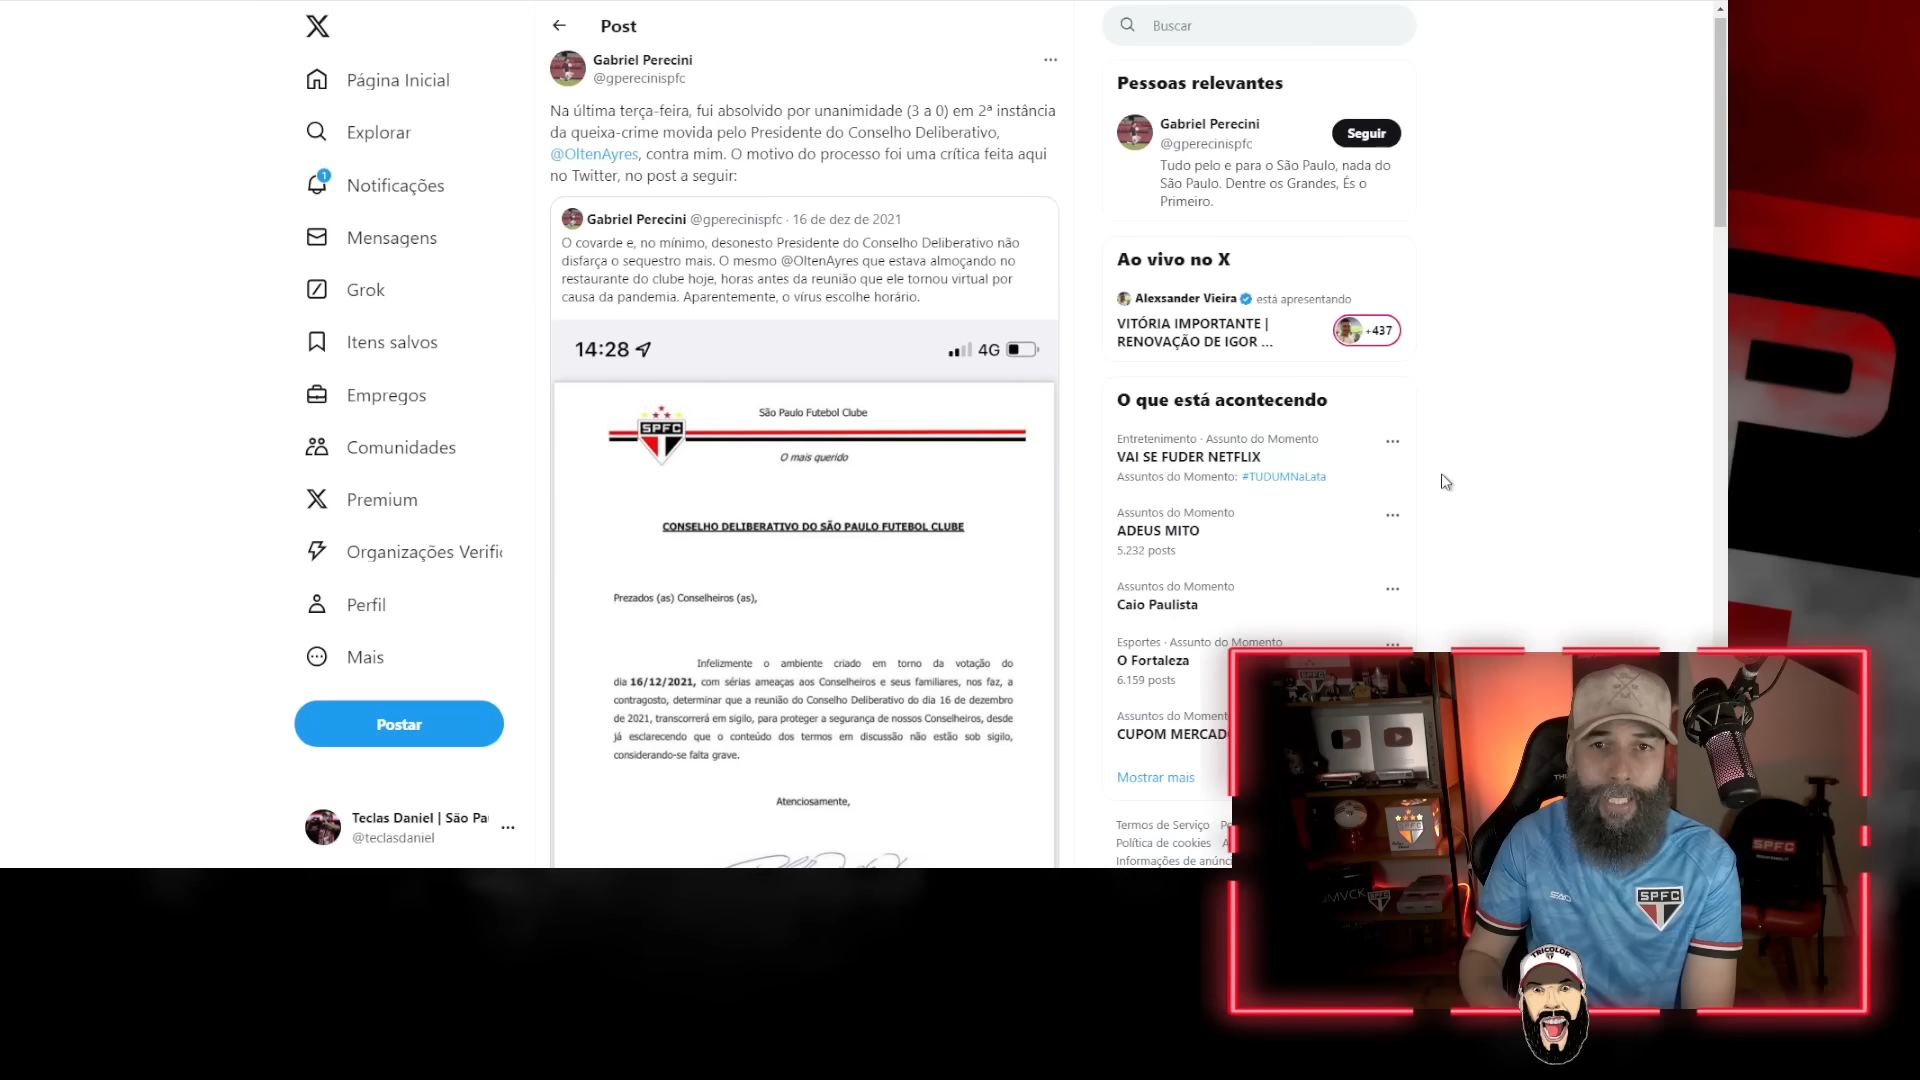 Página Inicial
Explorar
1
Notificações
Mensagens
Grok
Itens salvos
Empregos
Comunidades
Premium
Organizações
Perfil
Mais
Postar
Teclas Daniel | São
@teclasdaniel
Post
Gabriel Perecini
@gperecinispfc
Na última terça-feira, fui absolvido por unanimidade (3 a 0) em 2ª instância
da queixa-crime movida pelo Presidente do Conselho Deliberativo,
@OltenAyres, contra mim. O motivo do processo foi uma crítica feita aqui
no Twitter, no post a seguir:
Gabriel Perecini @gperecinispfc · 16 de dez de 2021
O covarde e, no mínimo, desonesto Presidente do Conselho Deliberativo não
disfarça o sequestro mais. O mesmo @OltenAyres que estava almoçando no
restaurante do clube hoje, horas antes da reunião que ele tornou virtual por
causa da pandemia. Aparentemente, o vírus escolhe horário.
14:28
4G
São Paulo Futebol Clube
SPFC
O mais querido
CONSELHO DELIBERATIVO DO SÃO PAULO FUTEBOL CLUBE
Prezados (as) Conselheiros (as),
Infelizmente o ambiente criado em torno da votação do
dia 16/12/2021, com sérias ameaças aos Conselheiros e seus familiares, nos faz, a
contragosto, determinar que a reunião do Conselho Deliberativo do dia 16 de dezembro
de 2021, transcorrerá em sigilo, para proteger a segurança de nossos Conselheiros, desde
já esclarecendo que o conteúdo dos termos em discussão não estão sob sigilo,
considerando-se falta grave.
Atenciosamente,
Buscar
Pessoas relevantes
Gabriel Perecini
@gperecinispfc
Seguir
Tudo pelo e para o São Paulo, nada do
São Paulo. Dentre os Grandes, És o
Primeiro.
Ao vivo no X
Alexsander Vieira está apresentando
VITÓRIA IMPORTANTE |
RENOVAÇÃO DE IGOR ...
+437
O que está acontecendo
Entretenimento · Assunto do Momento
VAI SE FUDER NETFLIX
Assuntos do Momento: #TUDUMNaLata
Assuntos do Momento
ADEUS MITO
5.232 posts
Assuntos do Momento
Caio Paulista
Esportes · Assunto do Momento
O Fortaleza
6.159 posts
Assuntos do
CUPOM
Mostrar mais
Termos de Serviço
Política de cookies
Informações de
SPFC
SPFC
SPFC
TRICOLOR